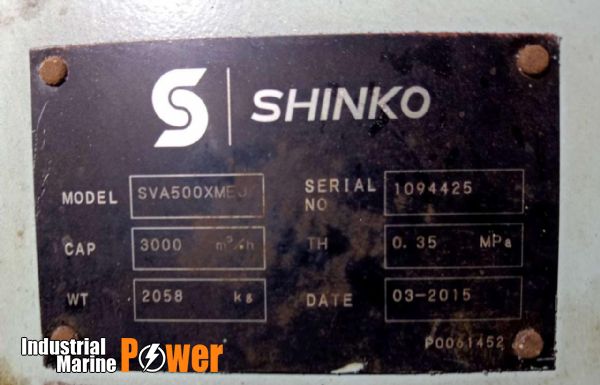 SHINKO
MODEL SERIAL NO 1094425
CAP 3000 m³/h TH 0.35 MPa
WT 2058 kg DATE 03-2015
P0061452
Industrial Marine Power